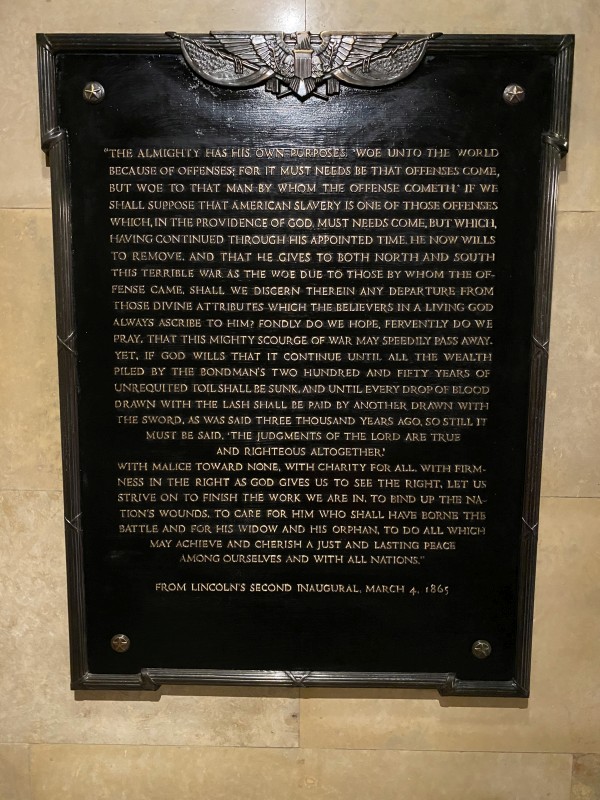 "THE ALMIGHTY HAS HIS OWN PURPOSES. 'WOE UNTO THE WORLD
BECAUSE OF OFFENSES; FOR IT MUST NEEDS BE THAT OFFENSES COME,
BUT WOE TO THAT MAN BY WHOM THE OFFENSE COMETH.' IF WE
SHALL SUPPOSE THAT AMERICAN SLAVERY IS ONE OF THOSE OFFENSES
WHICH, IN THE PROVIDENCE OF GOD, MUST NEEDS COME, BUT WHICH,
HAVING CONTINUED THROUGH HIS APPOINTED TIME, HE NOW WILLS
TO REMOVE, AND THAT HE GIVES TO BOTH NORTH AND SOUTH
THIS TERRIBLE WAR AS THE WOE DUE TO THOSE BY WHOM THE OF-
FENSE CAME, SHALL WE DISCERN THEREIN ANY DEPARTURE FROM
THOSE DIVINE ATTRIBUTES WHICH THE BELIEVERS IN A LIVING GOD
ALWAYS ASCRIBE TO HIM? FONDLY DO WE HOPE, FERVENTLY DO WE
PRAY, THAT THIS MIGHTY SCOURGE OF WAR MAY SPEEDILY PASS AWAY.
YET, IF GOD WILLS THAT IT CONTINUE UNTIL ALL THE WEALTH
PILED BY THE BONDMAN'S TWO HUNDRED AND FIFTY YEARS OF
UNREQUITED TOIL SHALL BE SUNK, AND UNTIL EVERY DROP OF BLOOD
DRAWN WITH THE LASH SHALL BE PAID BY ANOTHER DRAWN WITH
THE SWORD, AS WAS SAID THREE THOUSAND YEARS AGO, SO STILL IT
MUST BE SAID, 'THE JUDGMENTS OF THE LORD ARE TRUE
AND RIGHTEOUS ALTOGETHER.'
WITH MALICE TOWARD NONE, WITH CHARITY FOR ALL, WITH FIRM-
NESS IN THE RIGHT AS GOD GIVES US TO SEE THE RIGHT, LET US
STRIVE ON TO FINISH THE WORK WE ARE IN, TO BIND UP THE NA-
TION'S WOUNDS, TO CARE FOR HIM WHO SHALL HAVE BORNE THE
BATTLE AND FOR HIS WIDOW AND HIS ORPHAN, TO DO ALL WHICH
MAY ACHIEVE AND CHERISH A JUST AND LASTING PEACE
AMONG OURSELVES AND WITH ALL NATIONS."
FROM LINCOLN'S SECOND INAUGURAL, MARCH 4, 1865